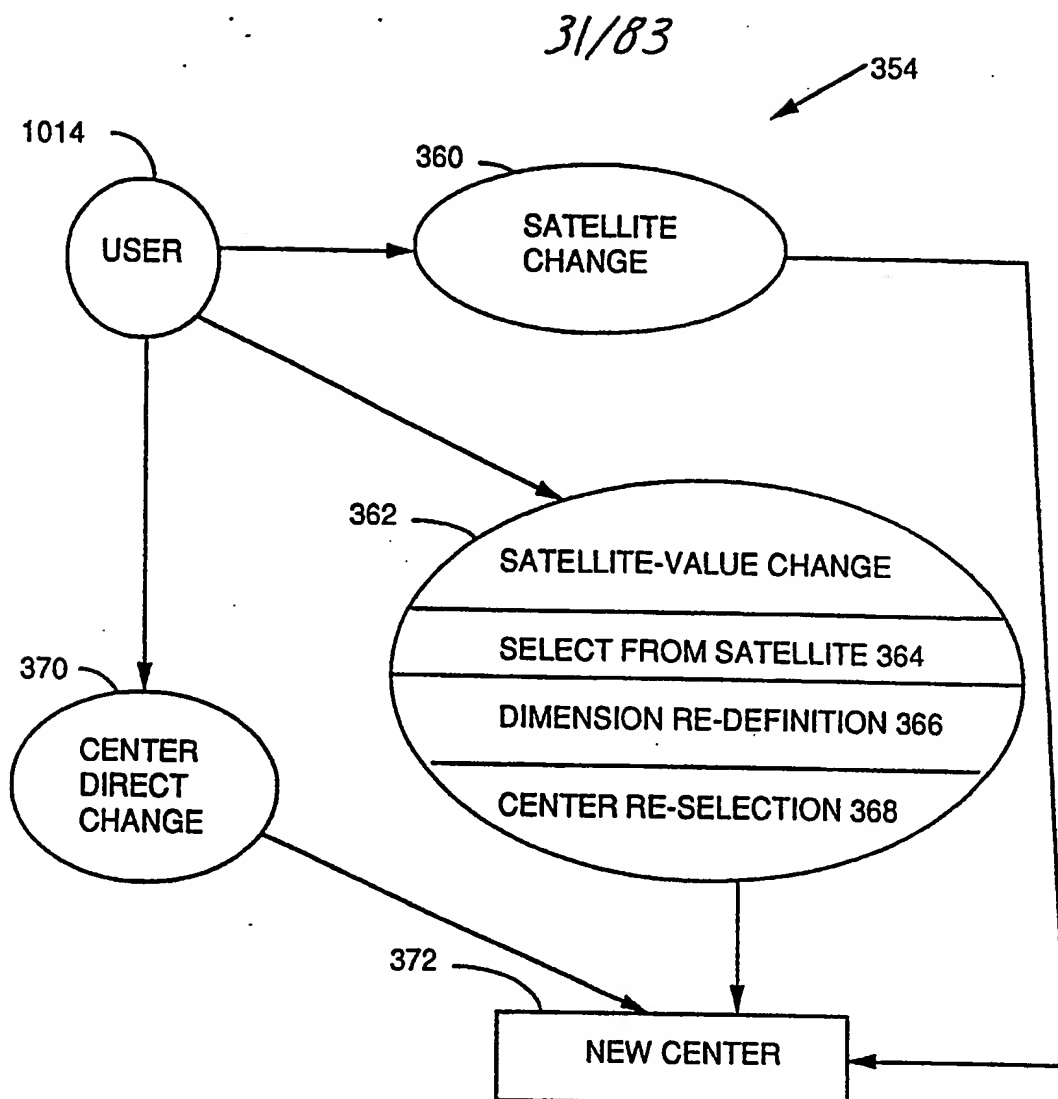 31/83
354
1014
360
USER
SATELLITE
CHANGE
362
SATELLITE-VALUE CHANGE
SELECT FROM SATELLITE 364
370
DIMENSION RE-DEFINITION 366
CENTER
DIRECT
CHANGE
CENTER RE-SELECTION 368
372
NEW CENTER